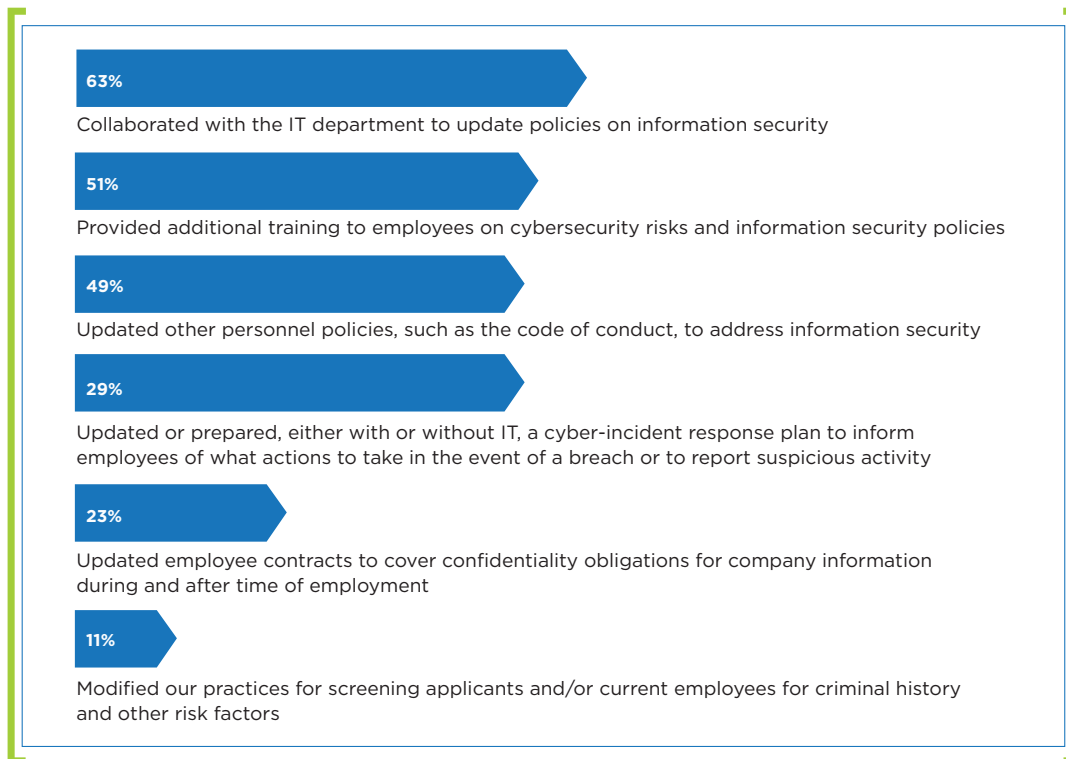 63%
Collaborated with the IT department to update policies on information security
51%
Provided additional training to employees on cybersecurity risks and information security policies
49%
Updated other personnel policies, such as the code of conduct, to address information security
29%
Updated or prepared, either with or without IT, a cyber-incident response plan to inform
employees of what actions to take in the event of a breach or to report suspicious activity
23%
Updated employee contracts to cover confidentiality obligations for company information
during and after time of employment
11%
Modified our practices for screening applicants and/or current employees for criminal history
and other risk factors